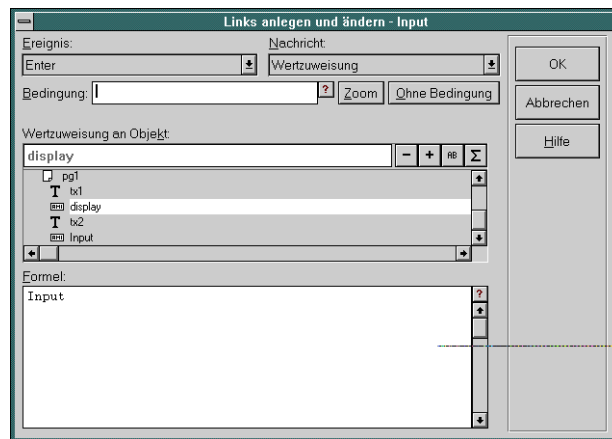 Links anlegen und ändern - Input
Ereignis:
Nachricht:
Enter
Wertzuweisung
OK
Bedingung:
?
Zoom
Ohne Bedingung
Abbrechen
Hilfe
Wertzuweisung an Objekt:
display
- + AB Σ
pg1
T tx1
display
T tx2
Input
Formel:
Input
?